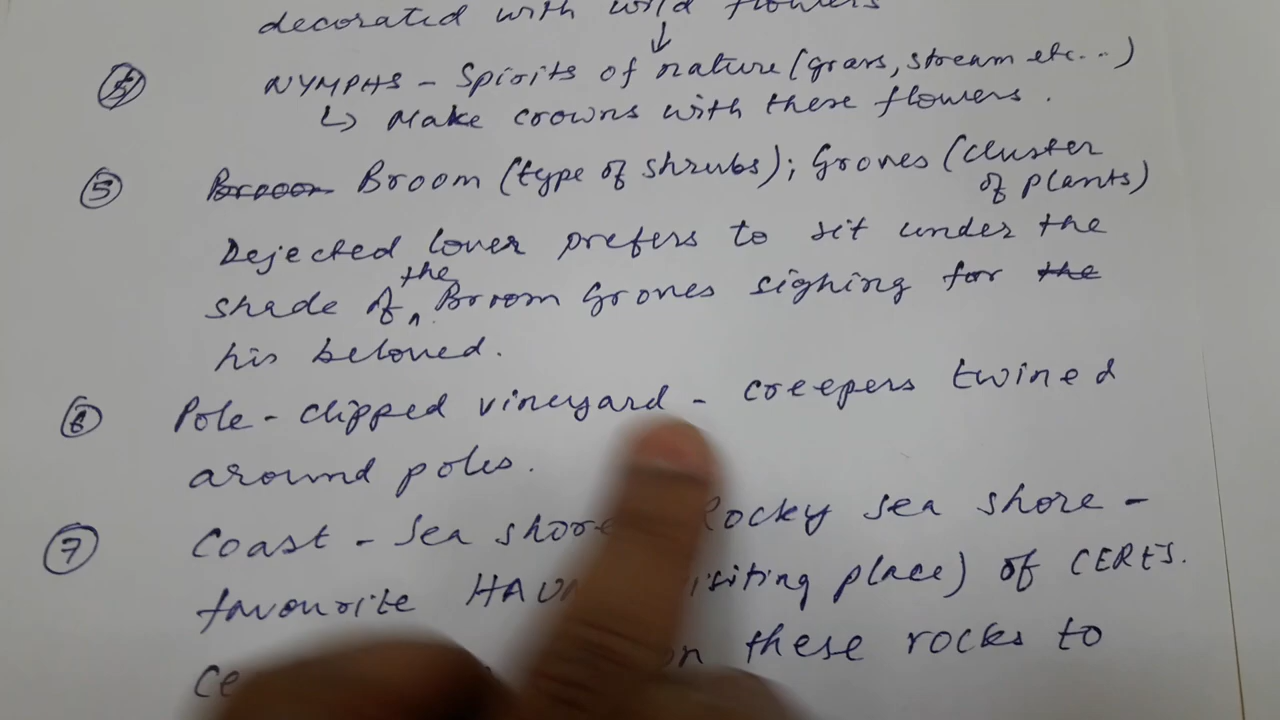 decorated with wild flowers
↓
NYMPHS - Spirits of nature (grass, stream etc...)
↳ Make crowns with these flowers.
⑤ Broom (type of shrubs); Groves (cluster
of plants)
Dejected lover prefers to sit under the
the
shade of ^ Broom Groves sighing for the
his beloved.
⑥ Pole - clipped vineyard - creepers twined
around poles.
⑦ Coast - Sea shore Rocky sea shore -
favourite place) of CERES.
these rocks to